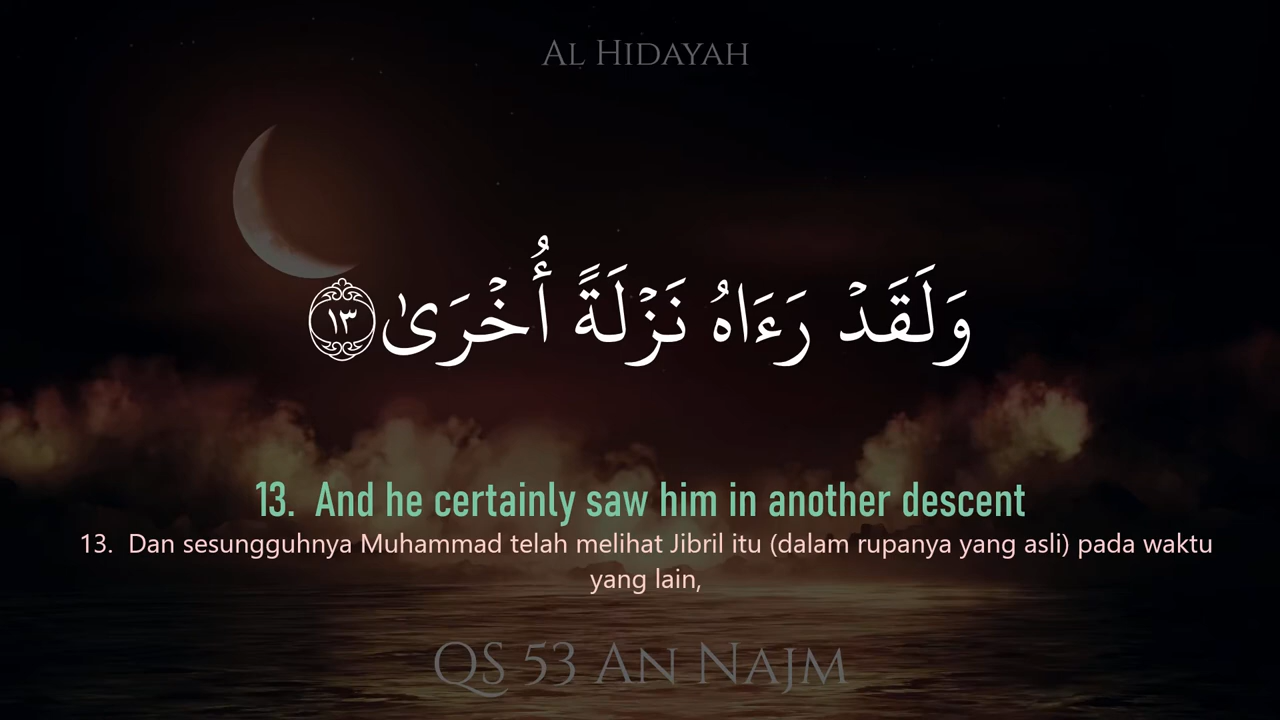 AL HIDAYAH
وَلَقَدْ رَءَاهُ نَزْلَةً أُخْرَىٰ ١٣
13. And he certainly saw him in another descent
13. Dan sesungguhnya Muhammad telah melihat Jibril itu (dalam rupanya yang asli) pada waktu
yang lain,
QS 53 AN NAJM